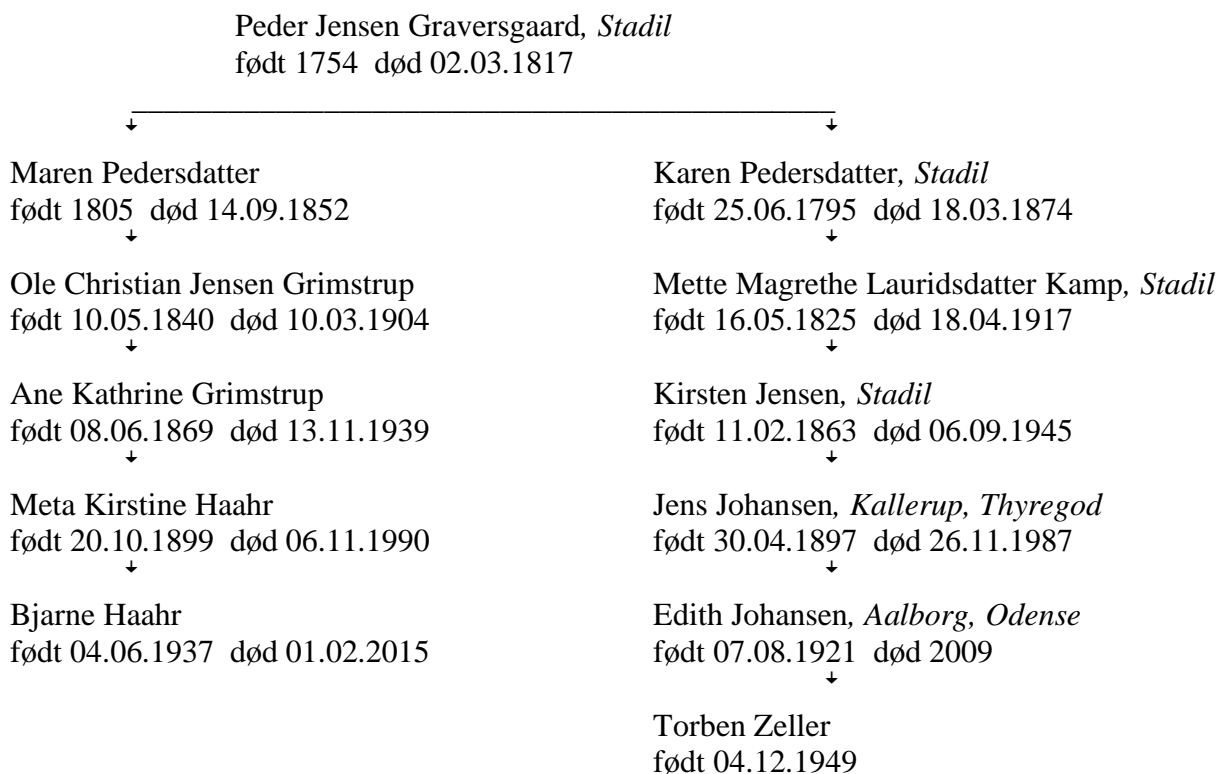 Peder Jensen Graversgaard, Stadil
født 1754 død 02.03.1817
Maren Pedersdatter
født 1805 død 14.09.1852
Ole Christian Jensen Grimstrup
født 10.05.1840 død 10.03.1904
Ane Kathrine Grimstrup
født 08.06.1869 død 13.11.1939
Meta Kirstine Haahr
født 20.10.1899 død 06.11.1990
Bjarne Haahr
født 04.06.1937 død 01.02.2015
Karen Pedersdatter, Stadil
født 25.06.1795 død 18.03.1874
Mette Magrethe Lauridsdatter Kamp, Stadil
født 16.05.1825 død 18.04.1917
Kirsten Jensen, Stadil
født 11.02.1863 død 06.09.1945
Jens Johansen, Kallerup, Thyregod
født 30.04.1897 død 26.11.1987
Edith Johansen, Aalborg, Odense
født 07.08.1921 død 2009
Torben Zeller
født 04.12.1949